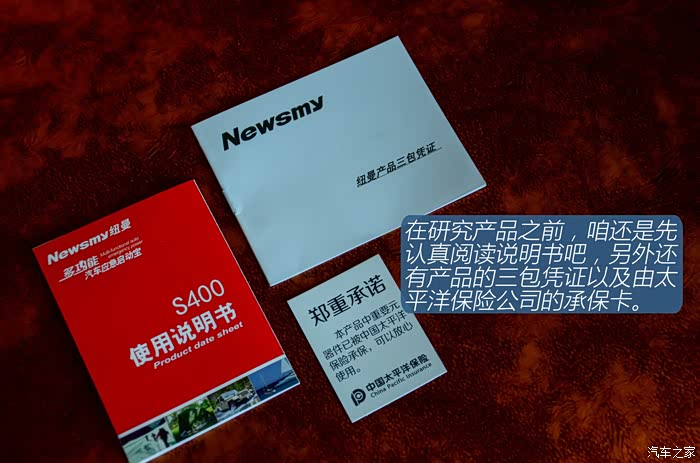 Newsmy
纽曼产品三包凭证
Newsmy纽曼
Multi-functional auto
emergency power
多功能
汽车应急启动宝
S400
使用说明书
Product date sheet
郑重承诺
本产品中重要元
器件已被中国太平洋
保险承保，可以放心
使用。
中国太平洋保险
China Pacific Insurance
在研究产品之前，咱还是先
认真阅读说明书吧，另外还
有产品的三包凭证以及由太
平洋保险公司的承保卡。
汽车之家